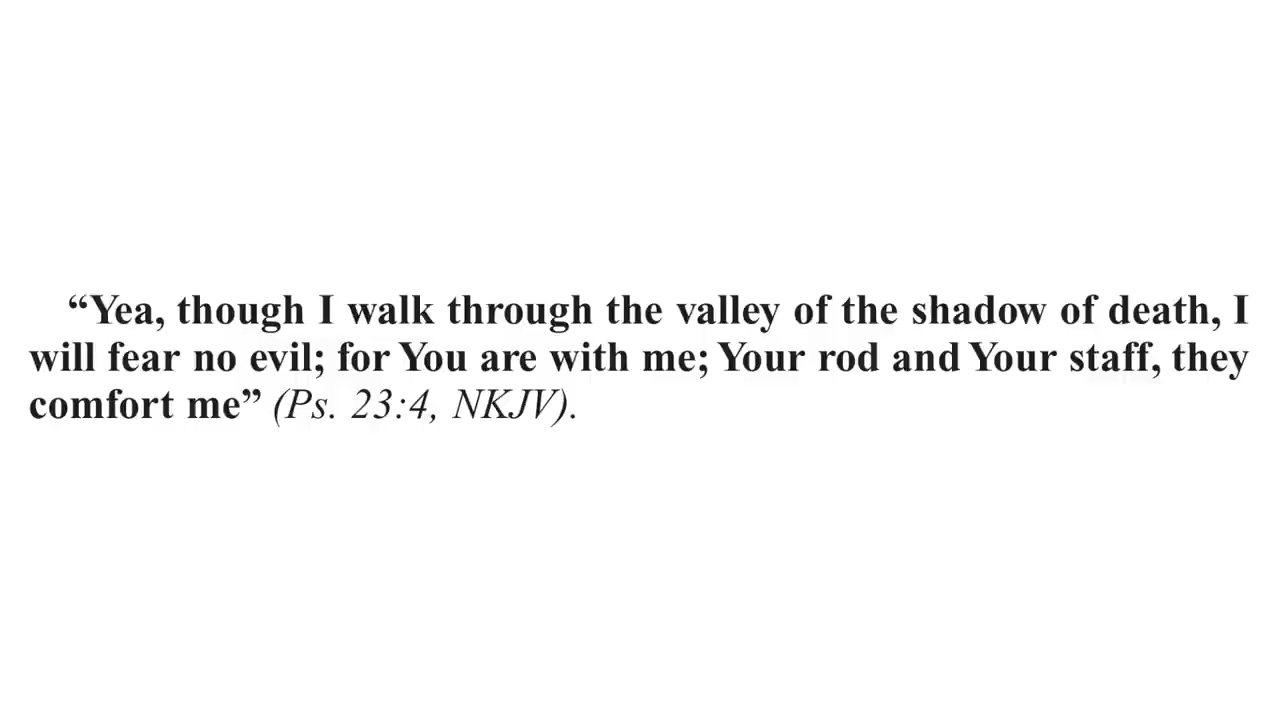 “Yea, though I walk through the valley of the shadow of death, I
will fear no evil; for You are with me; Your rod and Your staff, they
comfort me” (Ps. 23:4, NKJV).